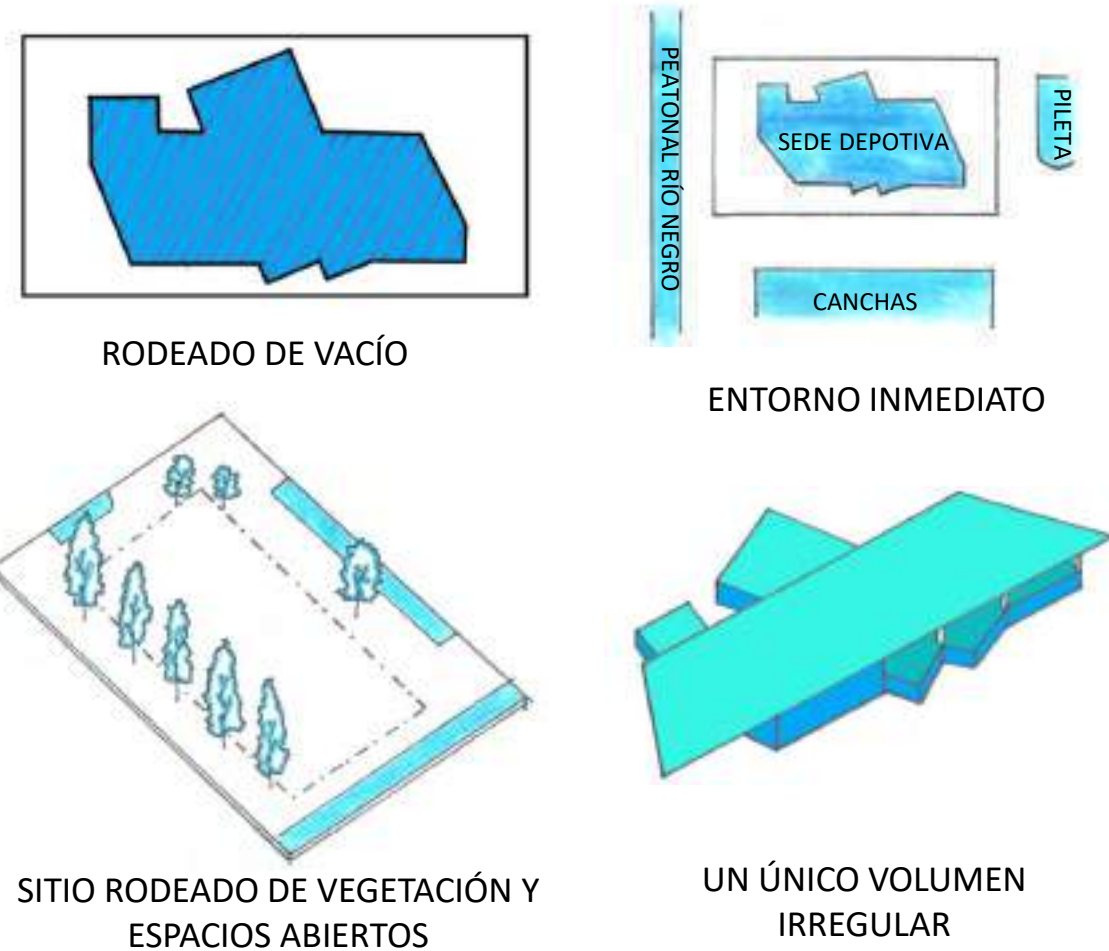 PEATONAL RÍO NEGRO
SEDE DEPOTIVA
PILETA
CANCHAS
RODEADO DE VACÍO
ENTORNO INMEDIATO
SITIO RODEADO DE VEGETACIÓN Y
ESPACIOS ABIERTOS
UN ÚNICO VOLUMEN
IRREGULAR